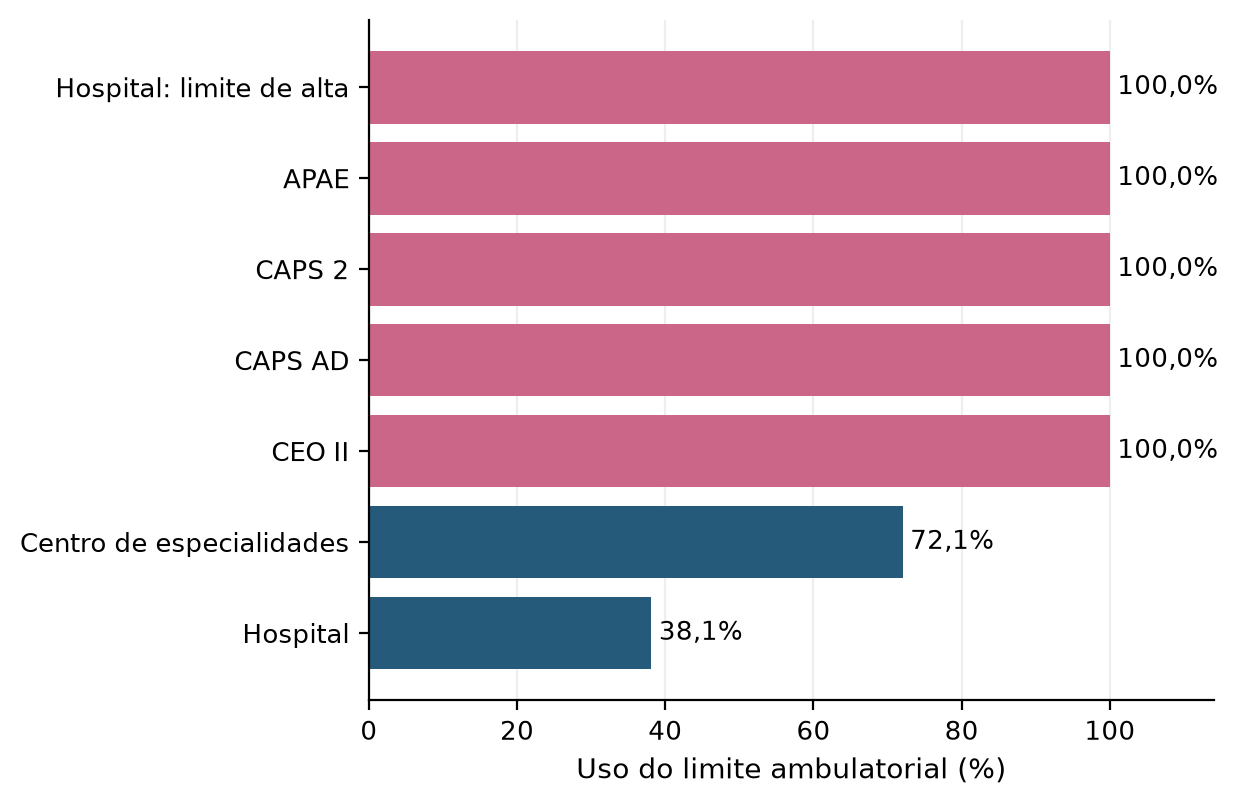 Hospital: limite de alta 100,0%
APAE 100,0%
CAPS 2 100,0%
CAPS AD 100,0%
CEO II 100,0%
Centro de especialidades 72,1%
Hospital 38,1%
0 20 40 60 80 100
Uso do limite ambulatorial (%)